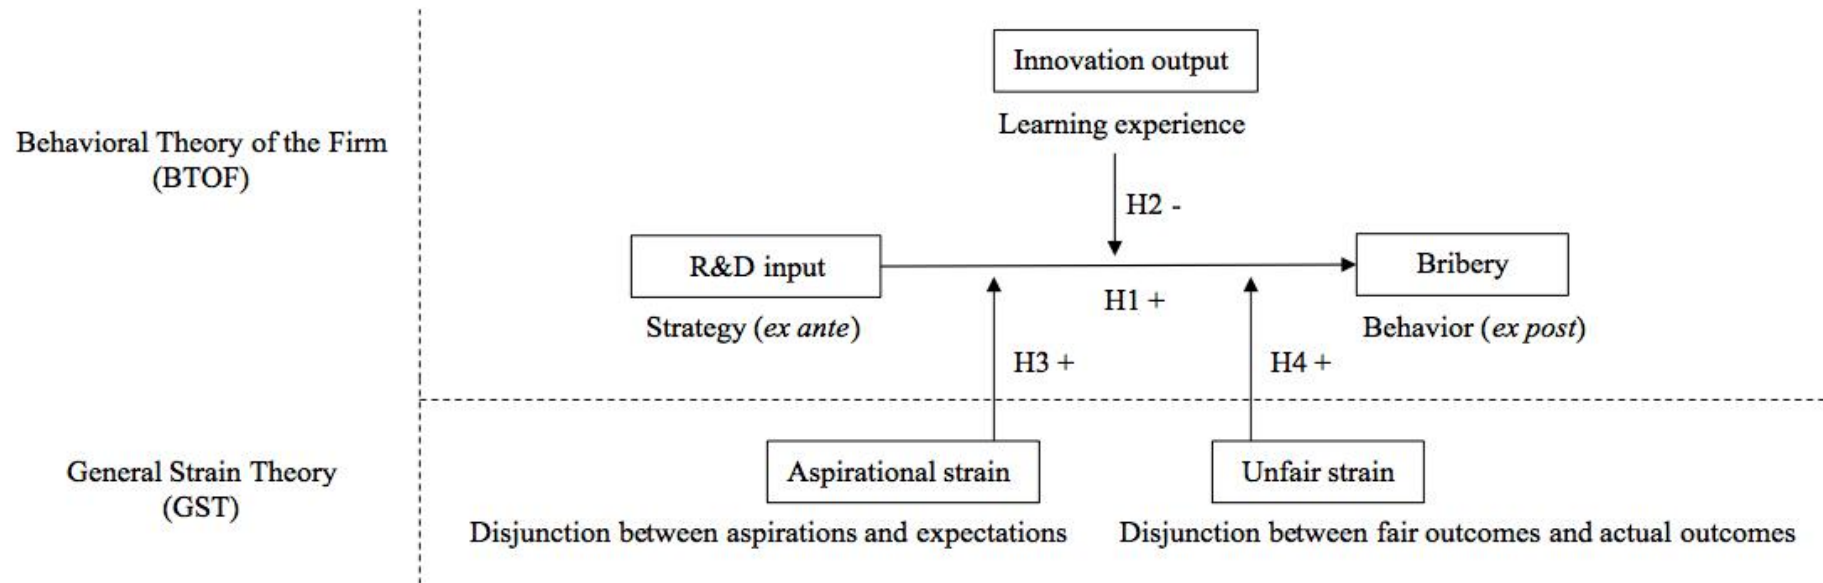 Innovation output
Learning experience
Behavioral Theory of the Firm
(BTOF)
H2 -
R&D input
Bribery
H1 +
Strategy (ex ante)
Behavior (ex post)
H3 +
H4 +
General Strain Theory
(GST)
Aspirational strain
Unfair strain
Disjunction between aspirations and expectations
Disjunction between fair outcomes and actual outcomes